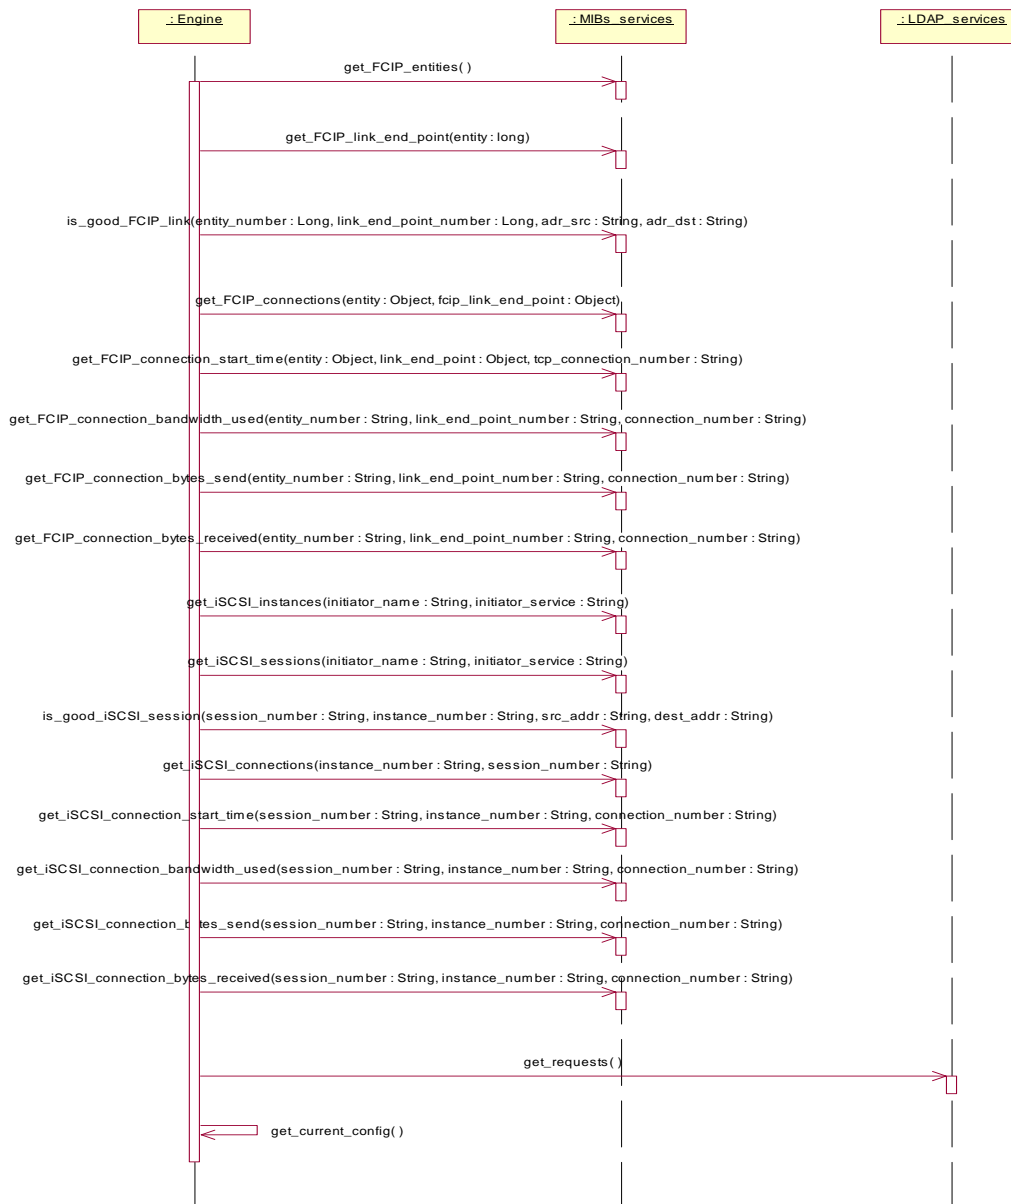 : Engine
: MIBs_services
: LDAP_services
get_FCIP_entities( )
get_FCIP_link_end_point(entity : long)
is_good_FCIP_link(entity_number : Long, link_end_point_number : Long, adr_src : String, adr_dst : String)
get_FCIP_connections(entity : Object, fcip_link_end_point : Object)
get_FCIP_connection_start_time(entity : Object, link_end_point : Object, tcp_connection_number : String)
get_FCIP_connection_bandwidth_used(entity_number : String, link_end_point_number : String, connection_number : String)
get_FCIP_connection_bytes_send(entity_number : String, link_end_point_number : String, connection_number : String)
get_FCIP_connection_bytes_received(entity_number : String, link_end_point_number : String, connection_number : String)
get_iSCSI_instances(initiator_name : String, initiator_service : String)
get_iSCSI_sessions(initiator_name : String, initiator_service : String)
is_good_iSCSI_session(session_number : String, instance_number : String, src_addr : String, dest_addr : String)
get_iSCSI_connections(instance_number : String, session_number : String)
get_iSCSI_connection_start_time(session_number : String, instance_number : String, connection_number : String)
get_iSCSI_connection_bandwidth_used(session_number : String, instance_number : String, connection_number : String)
get_iSCSI_connection_bytes_send(session_number : String, instance_number : String, connection_number : String)
get_iSCSI_connection_bytes_received(session_number : String, instance_number : String, connection_number : String)
get_requests( )
get_current_config( )